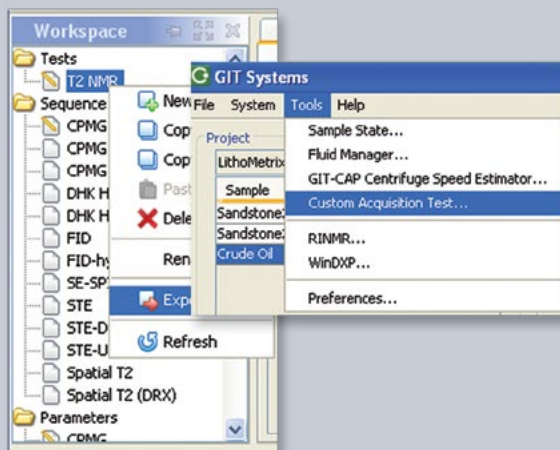 Workspace
Tests
T2 NMR
Sequence
CPMG
CPMG
CPMG
DHK H
DHK H
FID
FID-hy
SE-SP
STE
STE-D
STE-U
Spatial T2
Spatial T2 (DRX)
Parameters
CPMG
New
Cop
Cop
Past
Dele
Ren
Exp
Refresh
GIT Systems
File System Tools Help
Project
LithoMetrix
Sample
Sandstone
Sandstone
Crude Oil
Sample State...
Fluid Manager...
GIT-CAP Centrifuge Speed Estimator...
Custom Acquisition Test...
RINMR...
WinDXP...
Preferences...